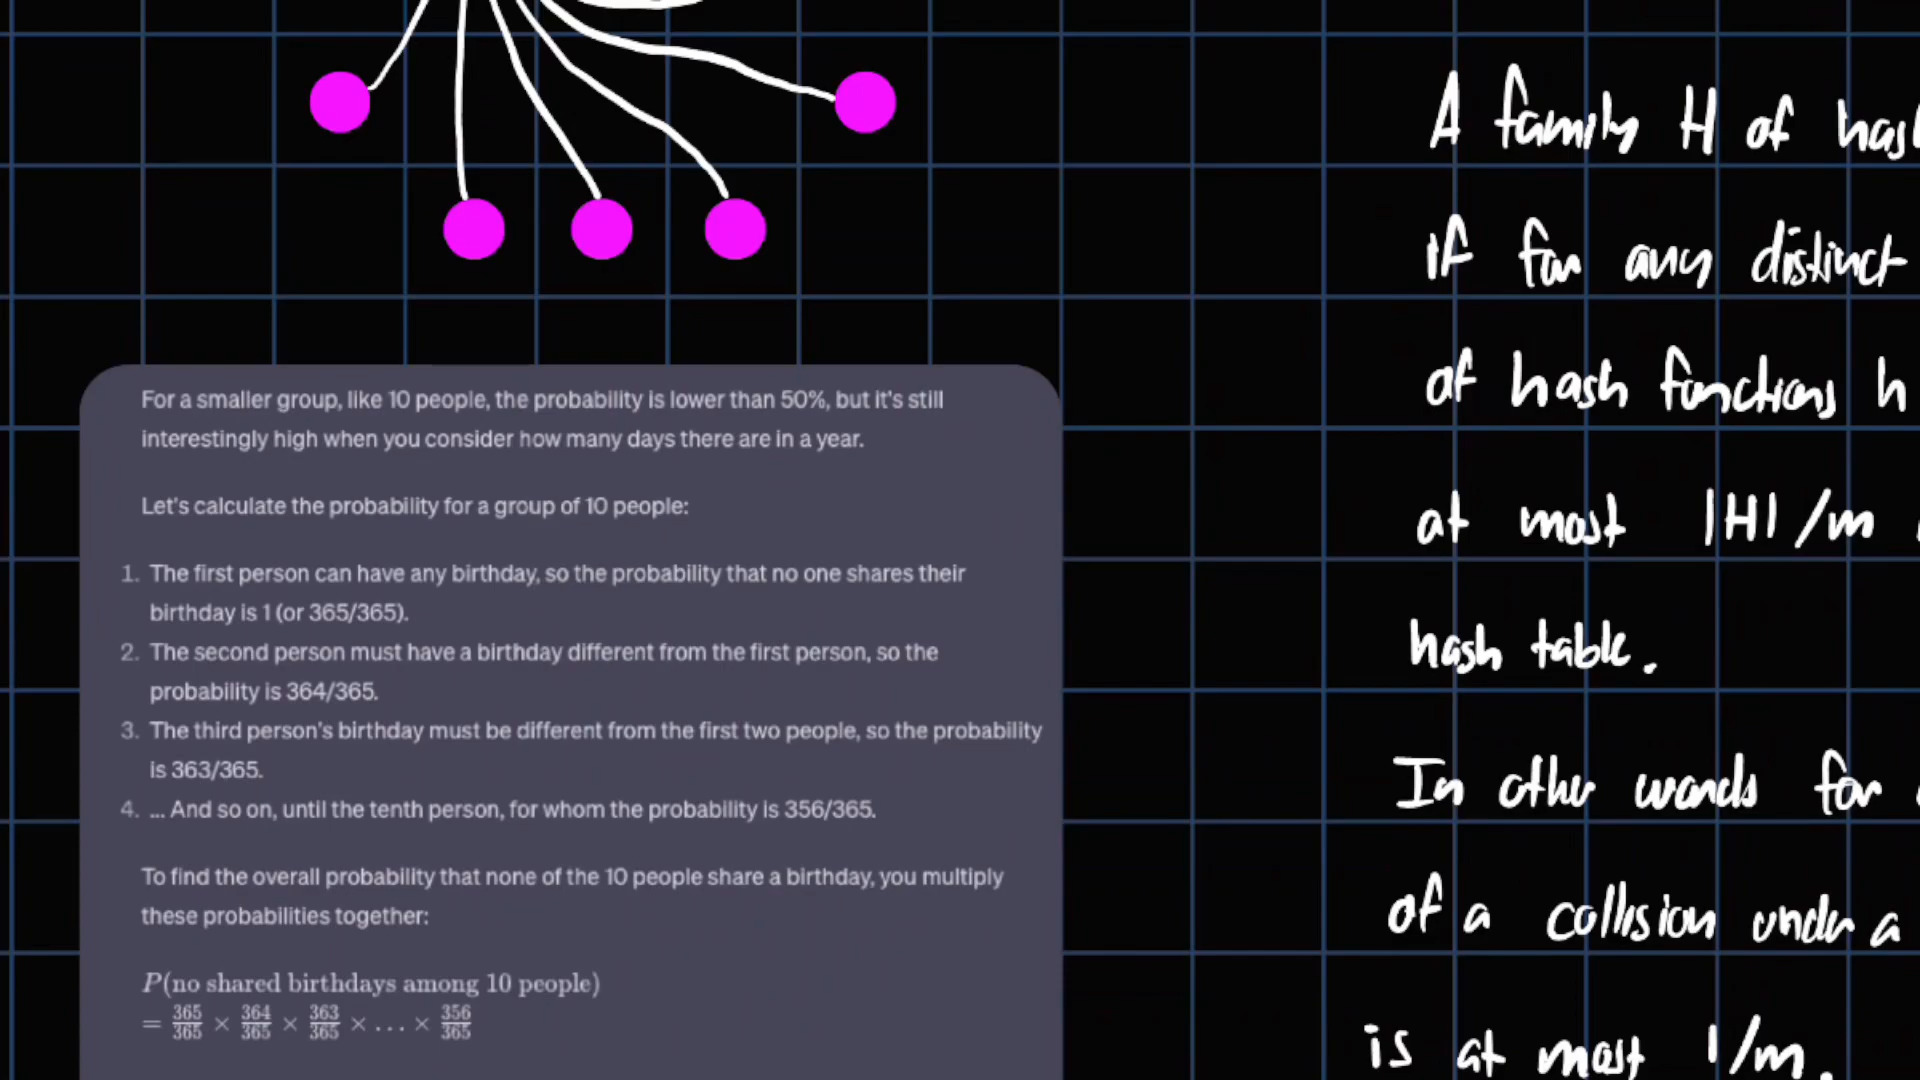 For a smaller group, like 10 people, the probability is lower than 50%, but it's still
interestingly high when you consider how many days there are in a year.
Let's calculate the probability for a group of 10 people:
1. The first person can have any birthday, so the probability that no one shares their
birthday is 1 (or 365/365).
2. The second person must have a birthday different from the first person, so the
probability is 364/365.
3. The third person's birthday must be different from the first two people, so the probability
is 363/365.
4. ... And so on, until the tenth person, for whom the probability is 356/365.
To find the overall probability that none of the 10 people share a birthday, you multiply
these probabilities together:
P(no shared birthdays among 10 people)
= 365/365 × 364/365 × 363/365 × ... × 356/365
A family H of has
if for any distinct
of hash functions h
at most |H|/m
hash table.
In other words for
of a collision under a
is at most 1/m.